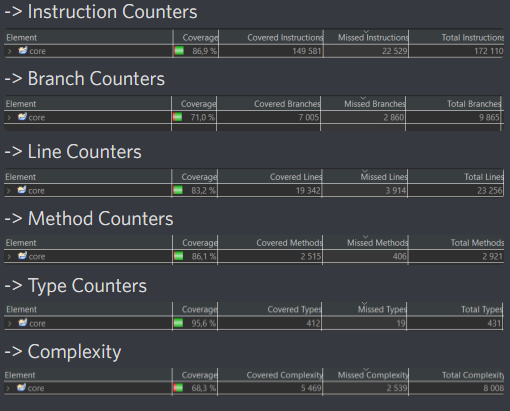 -> Instruction Counters
Element Coverage Covered Instructions Missed Instructions Total Instructions
> core 86,9 % 149 581 22 529 172 110
-> Branch Counters
Element Coverage Covered Branches Missed Branches Total Branches
> core 71,0 % 7 005 2 860 9 865
-> Line Counters
Element Coverage Covered Lines Missed Lines Total Lines
> core 83,2 % 19 342 3 914 23 256
-> Method Counters
Element Coverage Covered Methods Missed Methods Total Methods
> core 86,1 % 2 515 406 2 921
-> Type Counters
Element Coverage Covered Types Missed Types Total Types
> core 95,6 % 412 19 431
-> Complexity
Element Coverage Covered Complexity Missed Complexity Total Complexity
> core 68,3 % 5 469 2 539 8 008